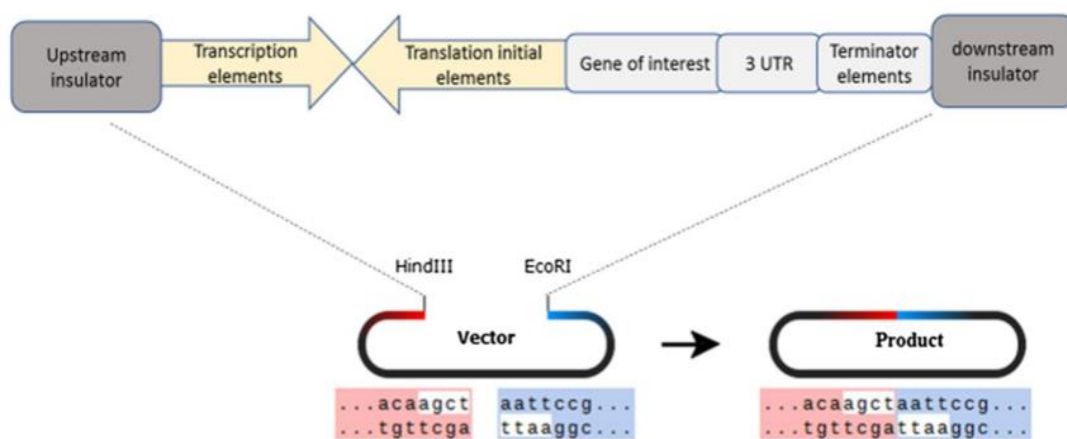 Upstream
insulator
Transcription
elements
Translation initial
elements
Gene of interest
3 UTR
Terminator
elements
downstream
insulator
HindIII
EcoRI
Vector
Product
...acaagct
...tgttcga
aattccg...
ttaaggc...
...acaagctaattccg...
...tgttcgattaaggc...